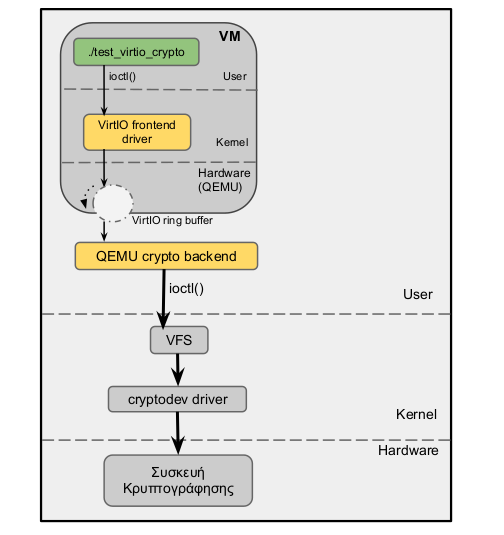 VM
./test_virtio_crypto
ioctl()
User
VirtIO frontend
driver
Kernel
Hardware
(QEMU)
VirtIO ring buffer
QEMU crypto backend
ioctl()
User
VFS
cryptodev driver
Kernel
Hardware
Συσκευή
Κρυπτογράφησης